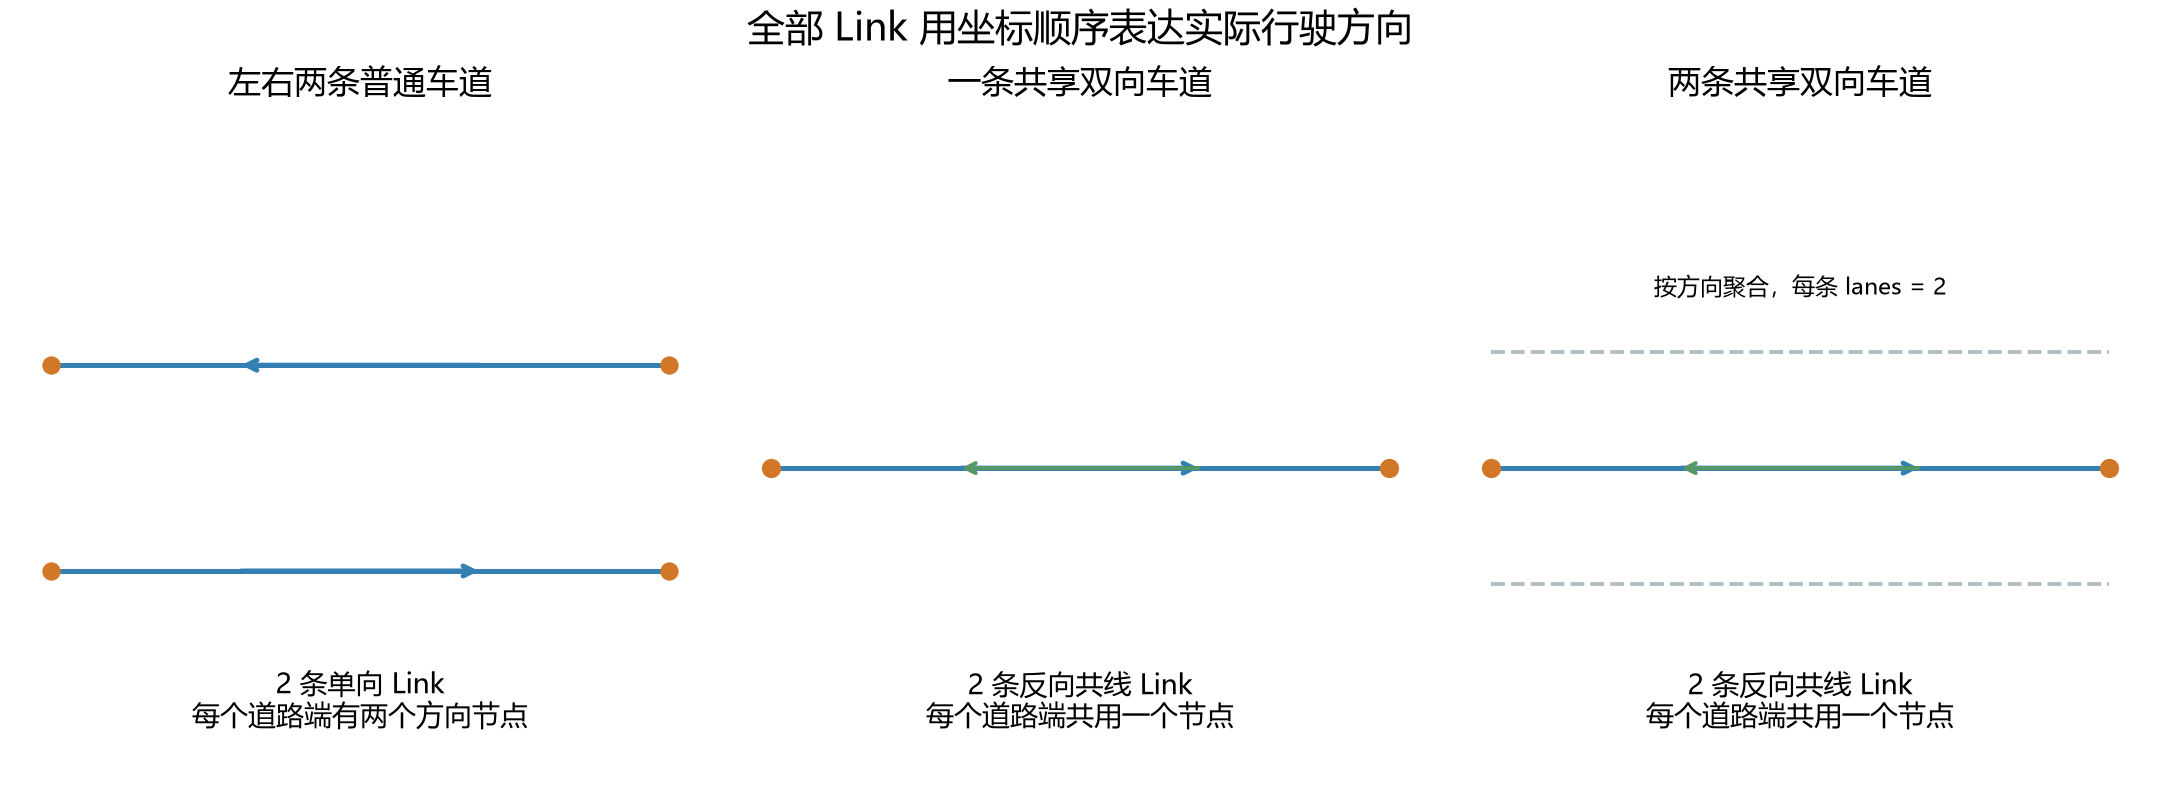 全部 Link 用坐标顺序表达实际行驶方向
左右两条普通车道
一条共享双向车道
两条共享双向车道
按方向聚合，每条 lanes = 2
2 条单向 Link
每个道路端有两个方向节点
2 条反向共线 Link
每个道路端共用一个节点
2 条反向共线 Link
每个道路端共用一个节点